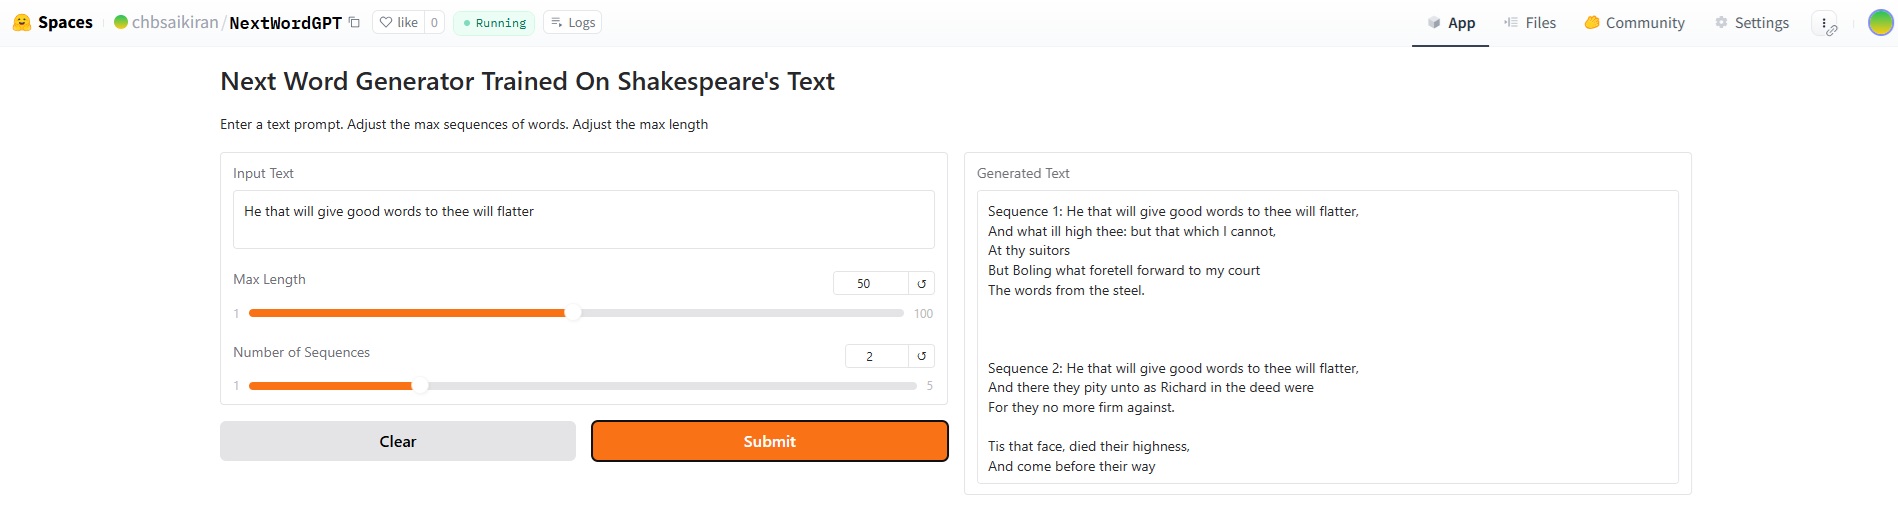 Spaces chbsaikiran/NextWordGPT like 0 Running Logs App Files Community Settings
Next Word Generator Trained On Shakespeare's Text
Enter a text prompt. Adjust the max sequences of words. Adjust the max length
Input Text
He that will give good words to thee will flatter
Max Length
50
1 100
Number of Sequences
2
1 5
Clear Submit
Generated Text
Sequence 1: He that will give good words to thee will flatter,
And what ill high thee: but that which I cannot,
At thy suitors
But Boling what foretell forward to my court
The words from the steel.
Sequence 2: He that will give good words to thee will flatter,
And there they pity unto as Richard in the deed were
For they no more firm against.
Tis that face, died their highness,
And come before their way